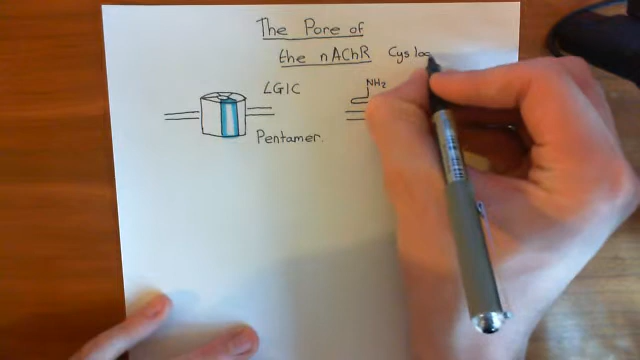 The Pore of
the nAChR Cys loo
LGIC
NH2
Pentamer.